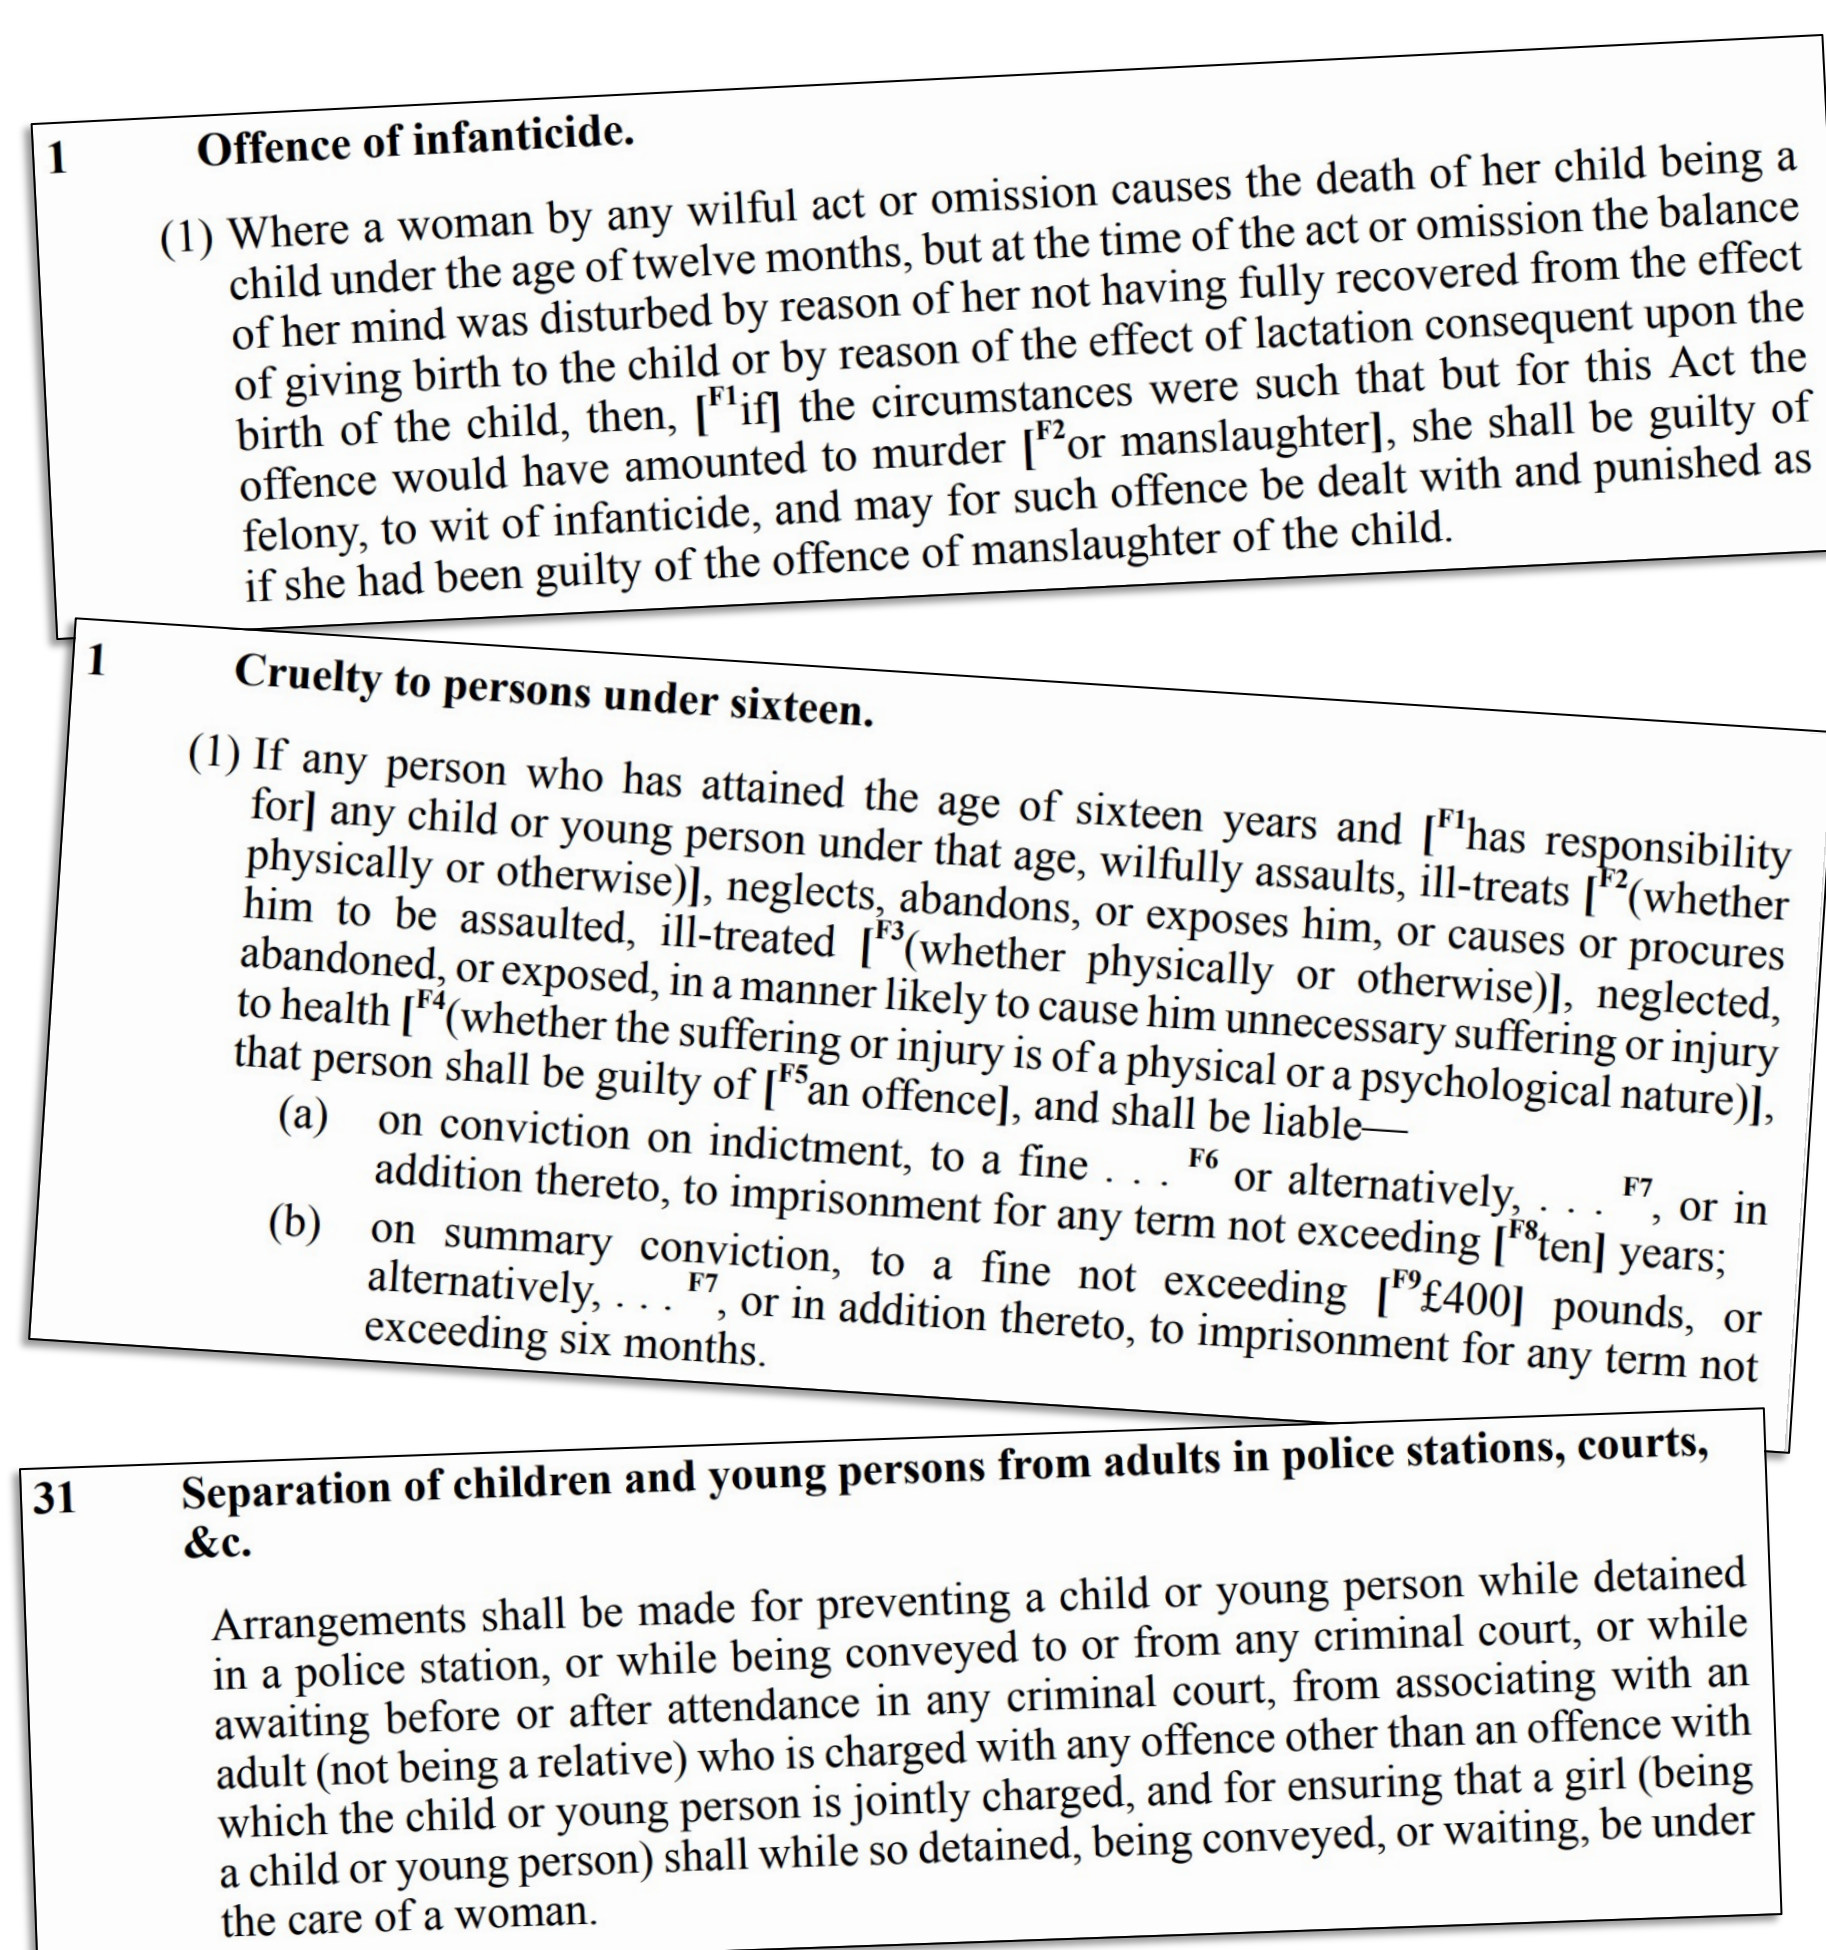 1 Offence of infanticide.
(1) Where a woman by any wilful act or omission causes the death of her child being a
child under the age of twelve months, but at the time of the act or omission the balance
of her mind was disturbed by reason of her not having fully recovered from the effect
of giving birth to the child or by reason of the effect of lactation consequent upon the
birth of the child, then, [F1if] the circumstances were such that but for this Act the
offence would have amounted to murder [F2or manslaughter], she shall be guilty of
felony, to wit of infanticide, and may for such offence be dealt with and punished as
if she had been guilty of the offence of manslaughter of the child.
1 Cruelty to persons under sixteen.
(1) If any person who has attained the age of sixteen years and [F1has responsibility
for] any child or young person under that age, wilfully assaults, ill-treats [F2(whether
physically or otherwise)], neglects, abandons, or exposes him, or causes or procures
him to be assaulted, ill-treated [F3(whether physically or otherwise)], neglected,
abandoned, or exposed, in a manner likely to cause him unnecessary suffering or injury
to health [F4(whether the suffering or injury is of a physical or a psychological nature)],
that person shall be guilty of [F5an offence], and shall be liable—
(a) on conviction on indictment, to a fine . . . F6 or alternatively, . . . F7, or in
addition thereto, to imprisonment for any term not exceeding [F8ten] years;
(b) on summary conviction, to a fine not exceeding [F9£400] pounds, or
alternatively, . . . F7, or in addition thereto, to imprisonment for any term not
exceeding six months.
31 Separation of children and young persons from adults in police stations, courts,
&c.
Arrangements shall be made for preventing a child or young person while detained
in a police station, or while being conveyed to or from any criminal court, or while
awaiting before or after attendance in any criminal court, from associating with an
adult (not being a relative) who is charged with any offence other than an offence with
which the child or young person is jointly charged, and for ensuring that a girl (being
a child or young person) shall while so detained, being conveyed, or waiting, be under
the care of a woman.